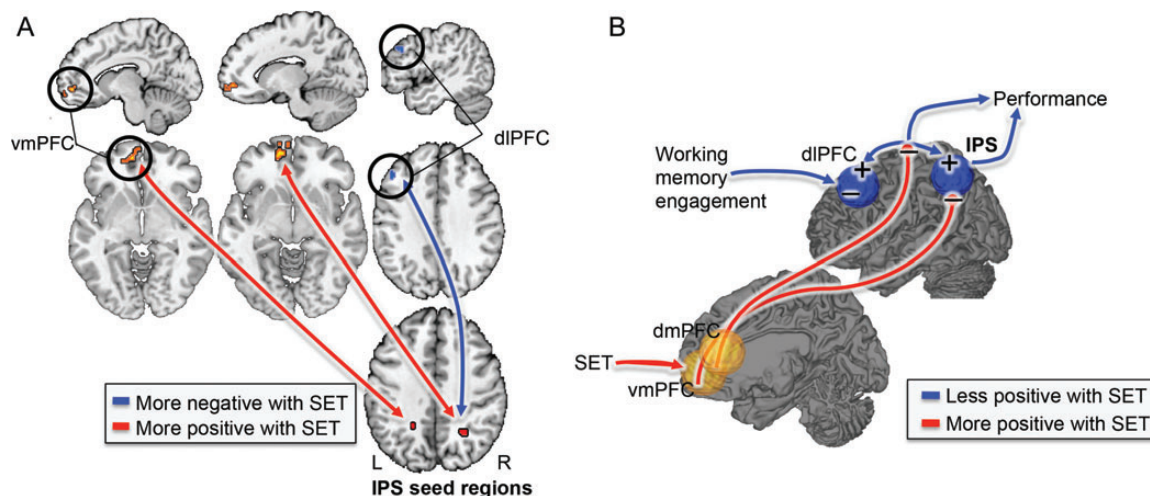 A
vmPFC
dlPFC
More negative with SET
More positive with SET
L
R
IPS seed regions
B
Performance
IPS
dlPFC
+
−
−
+
−
Working
memory
engagement
dmPFC
SET
vmPFC
Less positive with SET
More positive with SET